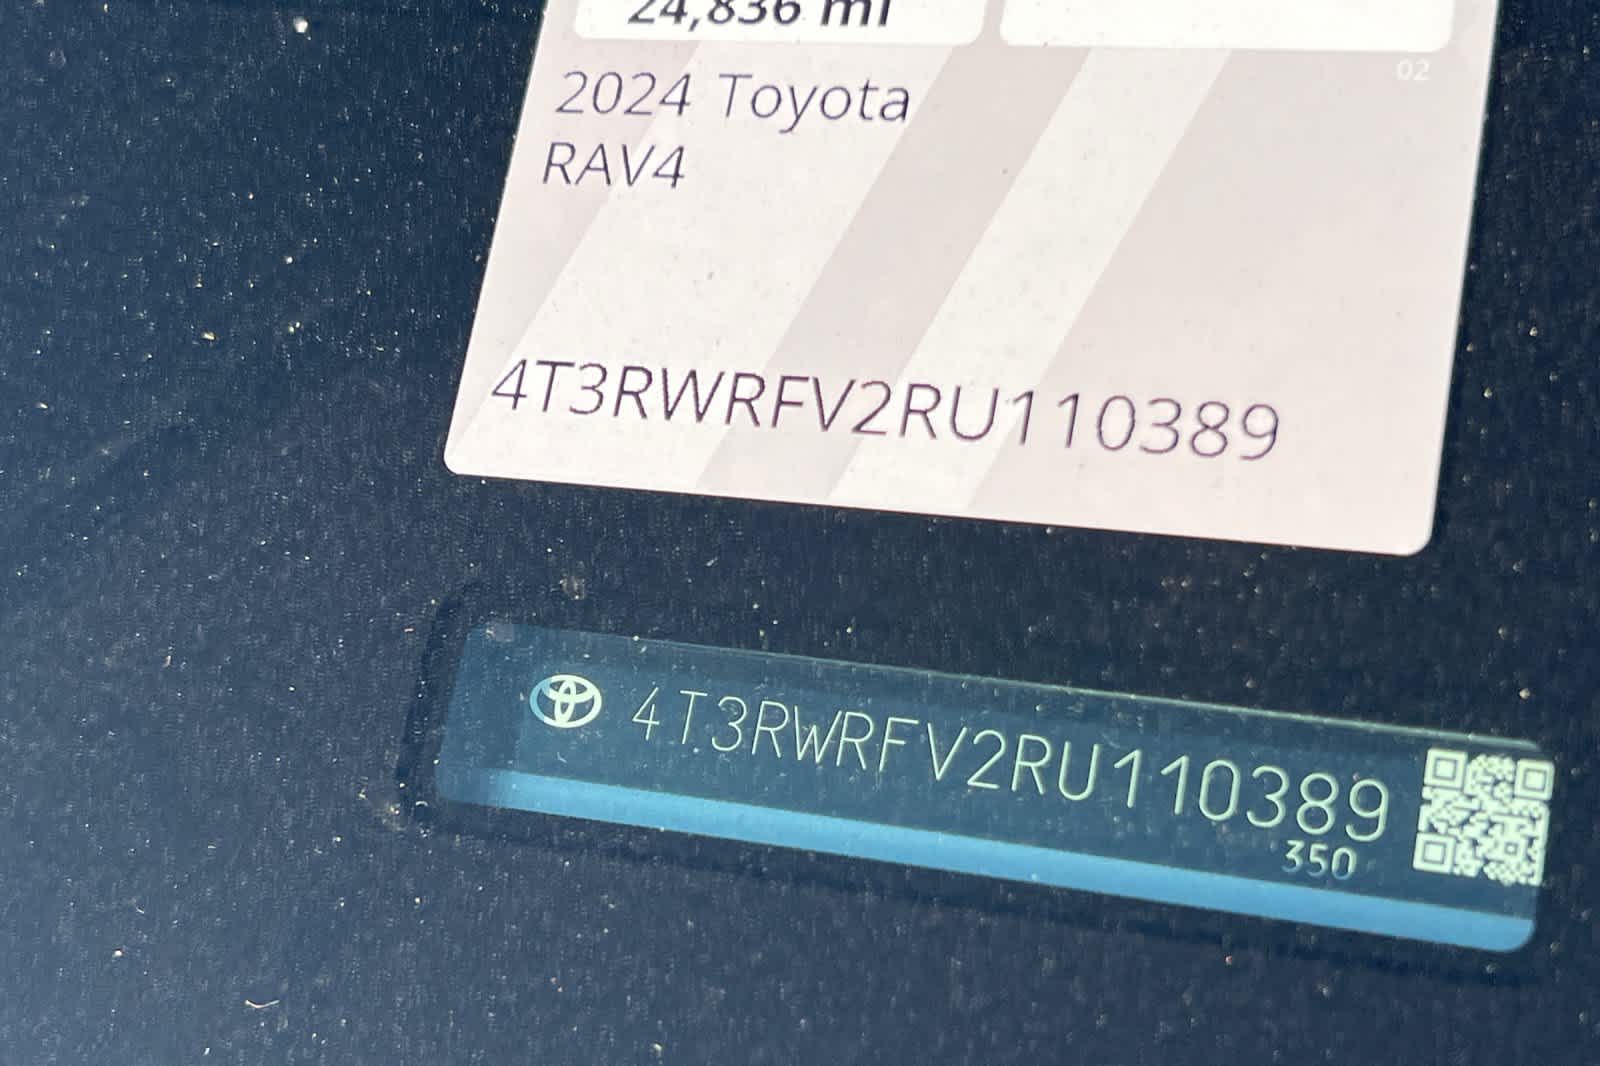 24,836 mi
02
2024 Toyota
RAV4
4T3RWRFV2RU110389
4T3RWRFV2RU110389
350